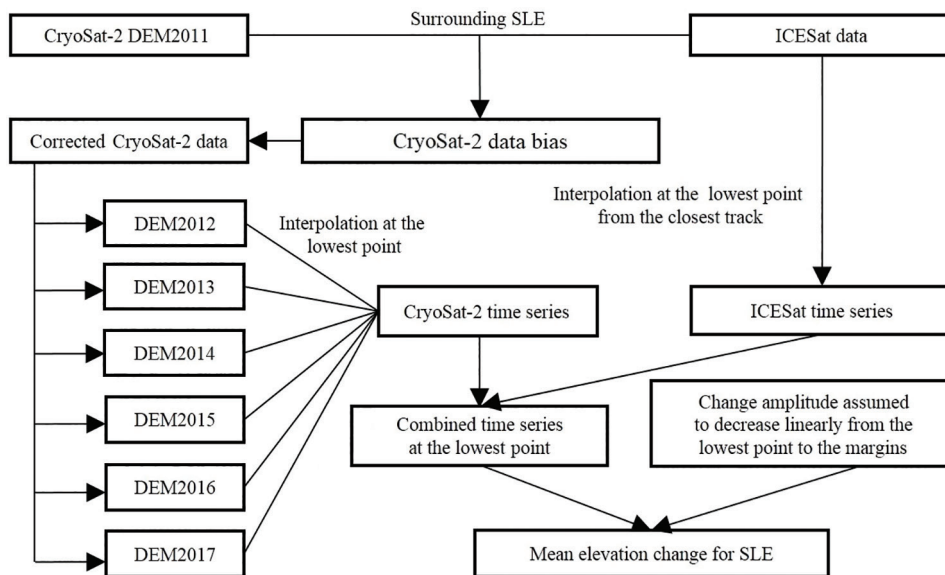 Surrounding SLE
CryoSat-2 DEM2011
ICESat data
Corrected CryoSat-2 data
CryoSat-2 data bias
Interpolation at the lowest point
from the closest track
DEM2012
Interpolation at the
lowest point
DEM2013
CryoSat-2 time series
ICESat time series
DEM2014
DEM2015
Combined time series
at the lowest point
Change amplitude assumed
to decrease linearly from the
lowest point to the margins
DEM2016
DEM2017
Mean elevation change for SLE